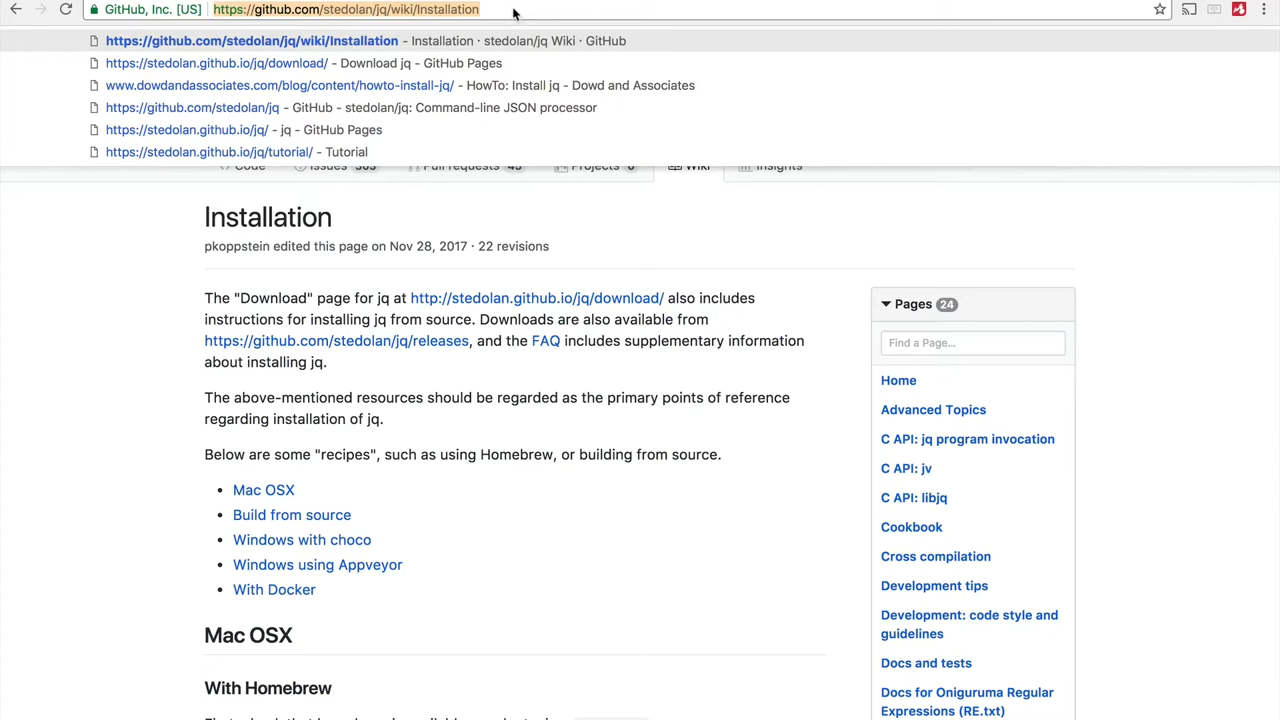 GitHub, Inc. [US] https://github.com/stedolan/jq/wiki/Installation
https://github.com/stedolan/jq/wiki/Installation - Installation · stedolan/jq Wiki · GitHub
https://stedolan.github.io/jq/download/ - Download jq - GitHub Pages
www.dowdandassociates.com/blog/content/howto-install-jq/ - HowTo: Install jq - Dowd and Associates
https://github.com/stedolan/jq - GitHub - stedolan/jq: Command-line JSON processor
https://stedolan.github.io/jq/ - jq - GitHub Pages
https://stedolan.github.io/jq/tutorial/ - Tutorial
Code Issues 303 Pull requests 45 Projects 0 Wiki Insights
Installation
pkoppstein edited this page on Nov 28, 2017 · 22 revisions
The "Download" page for jq at http://stedolan.github.io/jq/download/ also includes
instructions for installing jq from source. Downloads are also available from
https://github.com/stedolan/jq/releases, and the FAQ includes supplementary information
about installing jq.
The above-mentioned resources should be regarded as the primary points of reference
regarding installation of jq.
Below are some "recipes", such as using Homebrew, or building from source.
• Mac OSX
• Build from source
• Windows with choco
• Windows using Appveyor
• With Docker
Mac OSX
With Homebrew
Pages 24
Find a Page...
Home
Advanced Topics
C API: jq program invocation
C API: jv
C API: libjq
Cookbook
Cross compilation
Development tips
Development: code style and
guidelines
Docs and tests
Docs for Oniguruma Regular
Expressions (RE.txt)